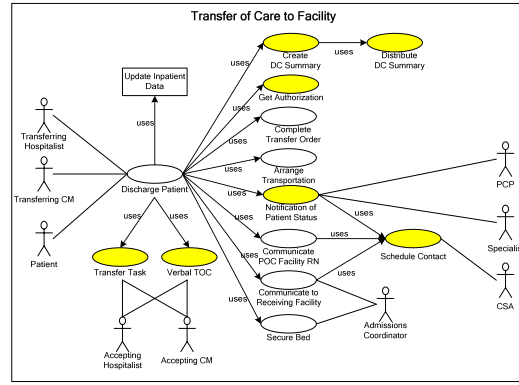 Transfer of Care to Facility
uses
Create
DC Summary
uses
Distribute
DC Summary
Update Inpatient
Data
uses
Get Authorization
uses
Transferring
Hospitalist
uses
Complete
Transfer Order
uses
Arrange
Transportation
PCP
Transferring CM
Discharge Patient
uses
Notification of
Patient Status
uses
uses
uses
uses
Communicate
POC Facility RN
uses
Specialis
Patient
Transfer Task
Verbal TOC
Schedule Contact
uses
Communicate to
Receiving Facility
uses
CSA
uses
Secure Bed
Admissions
Coordinator
Accepting
Hospitalist
Accepting CM